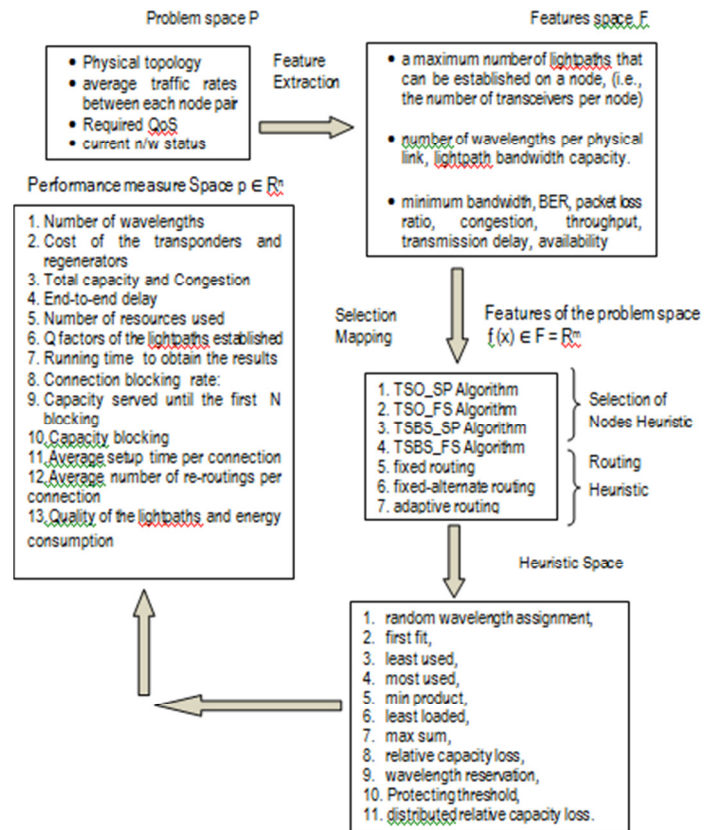 Problem space P
Features space F
• Physical topology
• average traffic rates
between each node pair
• Required QoS
• current n/w status
Feature
Extraction
• a maximum number of lightpaths that
can be established on a node, (i.e.,
the number of transceivers per node)
• number of wavelengths per physical
link, lightpath bandwidth capacity.
• minimum bandwidth, BER, packet loss
ratio, congestion, throughput,
transmission delay, availability
Performance measure Space p ∈ Rⁿ
1. Number of wavelengths
2. Cost of the transponders and
regenerators
3. Total capacity and Congestion
4. End-to-end delay
5. Number of resources used
6. Q factors of the lightpaths established
7. Running time to obtain the results
8. Connection blocking rate:
9. Capacity served until the first N
blocking
10. Capacity blocking
11. Average setup time per connection
12. Average number of re-routings per
connection
13. Quality of the lightpaths and energy
consumption
Selection
Mapping
Features of the problem space
f (x) ∈ F = Rᵐ
1. TSO_SP Algorithm
2. TSO_FS Algorithm
3. TSBS_SP Algorithm
4. TSBS_FS Algorithm
5. fixed routing
6. fixed-alternate routing
7. adaptive routing
Selection of
Nodes Heuristic
Routing
Heuristic
Heuristic Space
1. random wavelength assignment,
2. first fit,
3. least used,
4. most used,
5. min product,
6. least loaded,
7. max sum,
8. relative capacity loss,
9. wavelength reservation,
10. Protecting threshold,
11. distributed relative capacity loss.